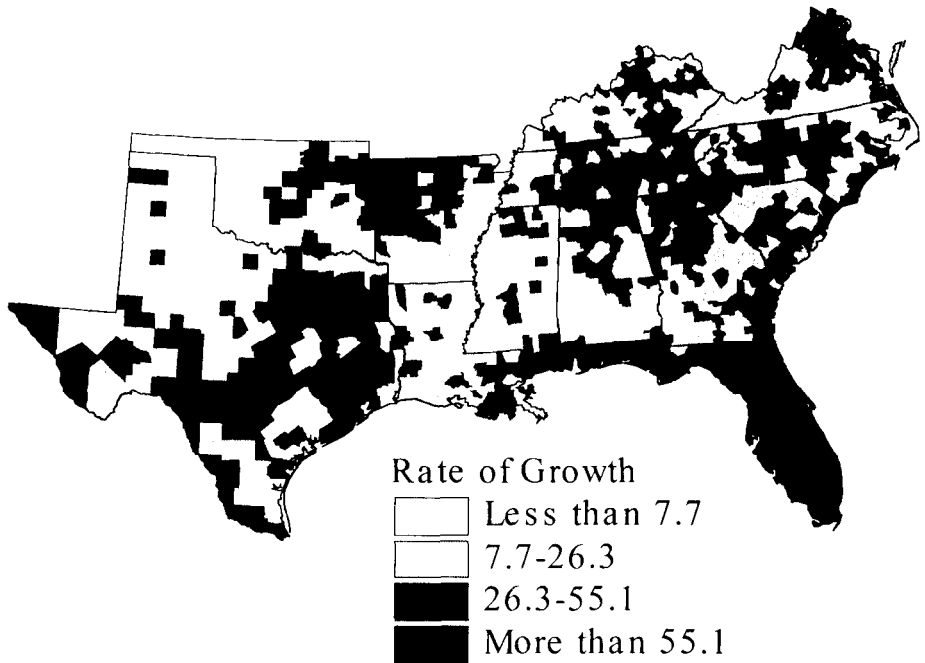 Rate of Growth
Less than 7.7
7.7-26.3
26.3-55.1
More than 55.1